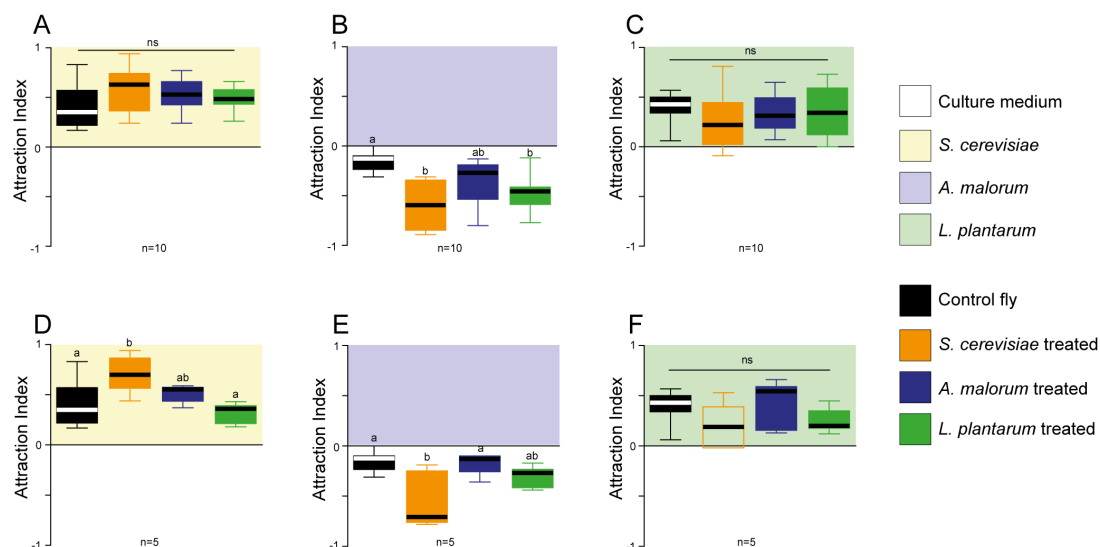 A
Attraction Index
1
0
-1
ns
n=10
B
Attraction Index
1
0
-1
a
b
ab
b
n=10
C
Attraction Index
1
0
-1
ns
n=10
Culture medium
S. cerevisiae
A. malorum
L. plantarum
D
Attraction Index
1
0
-1
a
b
ab
a
n=5
E
Attraction Index
1
0
-1
a
b
a
ab
n=5
F
Attraction Index
1
0
-1
ns
n=5
Control fly
S. cerevisiae treated
A. malorum treated
L. plantarum treated